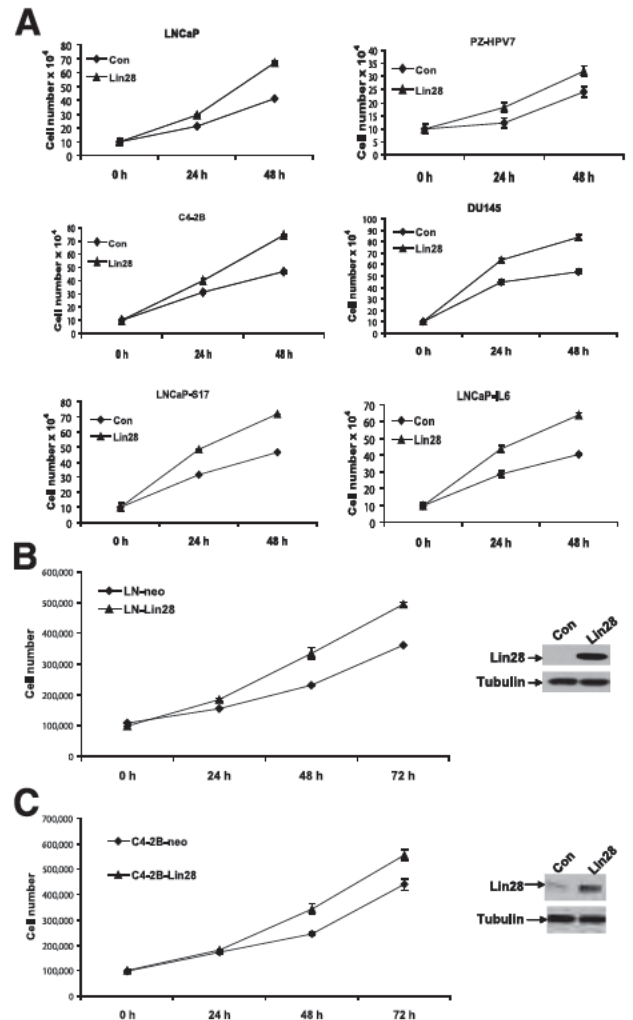 A
LNCaP
Cell number x 10⁴
80
70
60
50
40
30
20
10
0
Con
Lin28
0 h 24 h 48 h
PZ-HPV7
Cell number x 10⁴
40
35
30
25
20
15
10
5
0
Con
Lin28
0 h 24 h 48 h
C4-2B
Cell number x 10⁴
80
70
60
50
40
30
20
10
0
Con
Lin28
0 h 24 h 48 h
DU145
Cell number x 10⁴
100
90
80
70
60
50
40
30
20
10
0
Con
Lin28
0 h 24 h 48 h
LNCaP-S17
Cell number x 10⁴
80
70
60
50
40
30
20
10
0
Con
Lin28
0 h 24 h 48 h
LNCaP-IL6
Cell number x 10⁴
70
60
50
40
30
20
10
0
Con
Lin28
0 h 24 h 48 h
B
Cell number
600,000
500,000
400,000
300,000
200,000
100,000
0
LN-neo
LN-Lin28
0 h 24 h 48 h 72 h
Con Lin28
Lin28
Tubulin
C
Cell number
700,000
600,000
500,000
400,000
300,000
200,000
100,000
0
C4-2B-neo
C4-2B-Lin28
0 h 24 h 48 h 72 h
Con Lin28
Lin28
Tubulin